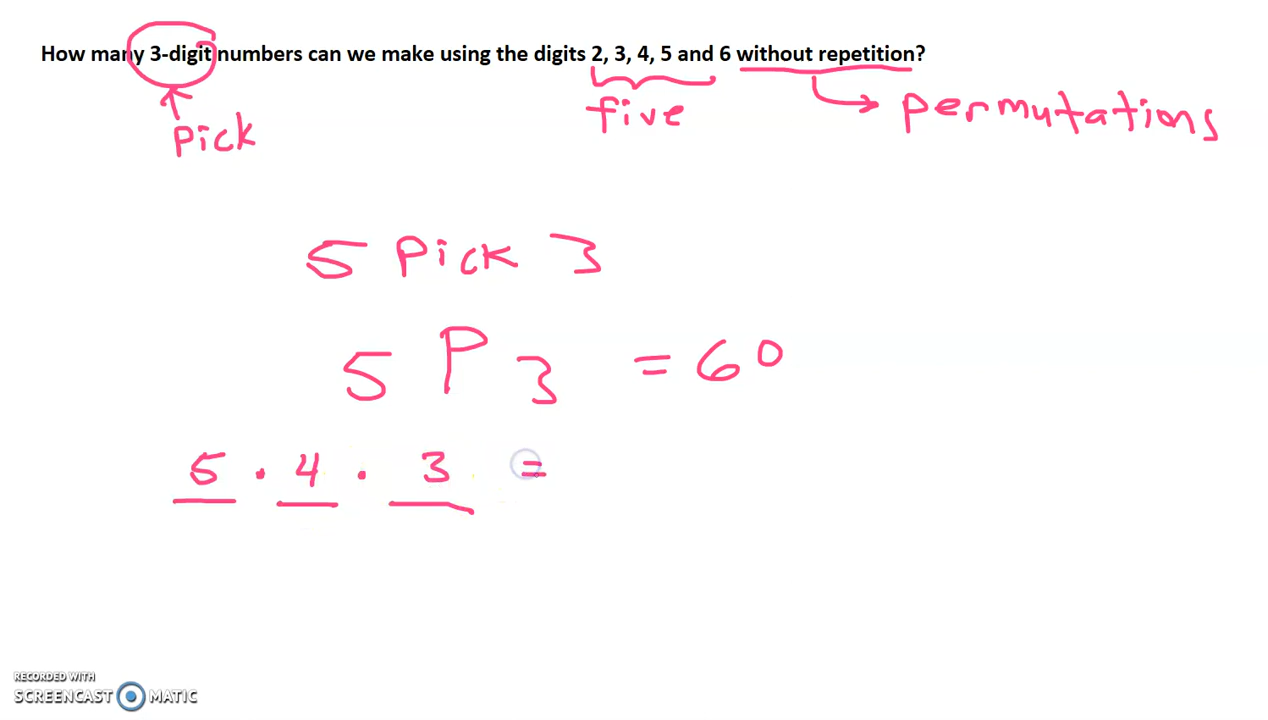 How many 3-digit numbers can we make using the digits 2, 3, 4, 5 and 6 without repetition?
Pick
five
permutations
5 Pick 3
5 P 3 = 60
5 . 4 . 3 =
RECORDED WITH
SCREENCAST MATIC